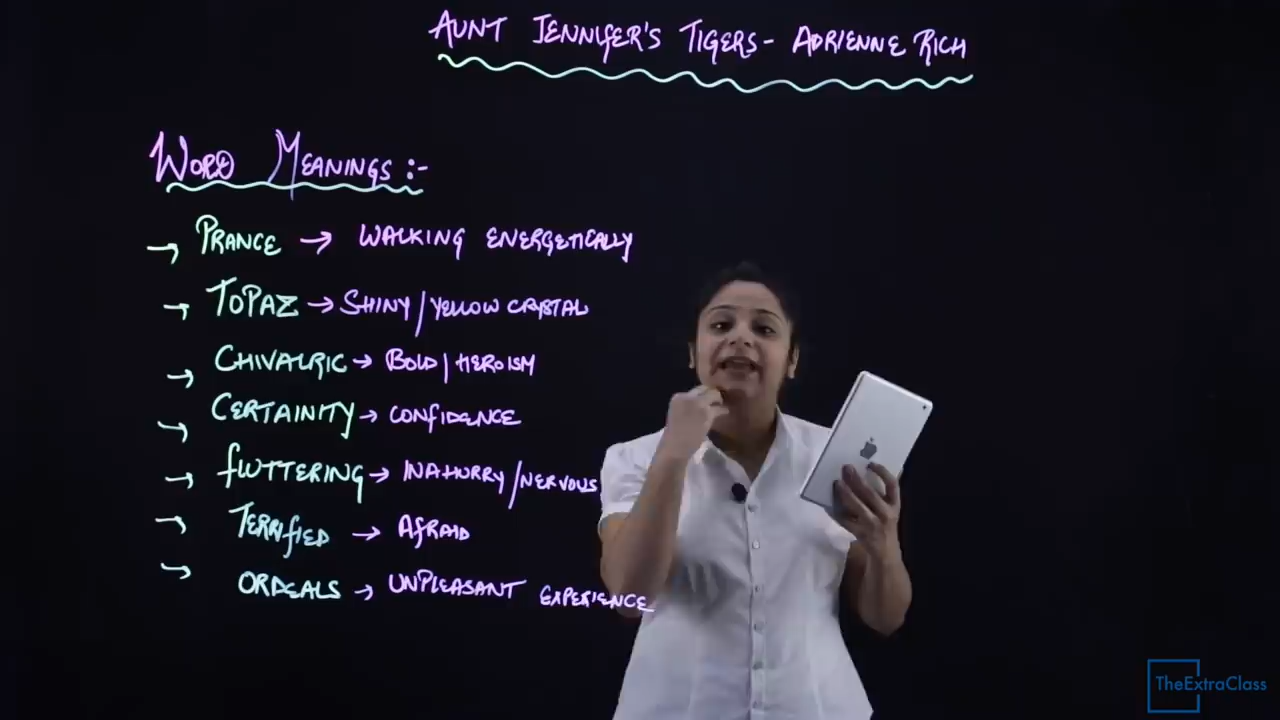 AUNT JENNIFER'S TIGERS - ADRIENNE RICH
WORD MEANINGS :-
→ PRANCE → WALKING ENERGETICALLY
→ TOPAZ → SHINY / YELLOW CRYSTAL
→ CHIVALRIC → BOLD / HEROISM
→ CERTAINITY → CONFIDENCE
→ FLUTTERING → IN A HURRY / NERVOUS
→ TERRIFIED → AFRAID
→ ORDEALS → UNPLEASANT EXPERIENCE
TheExtraClass